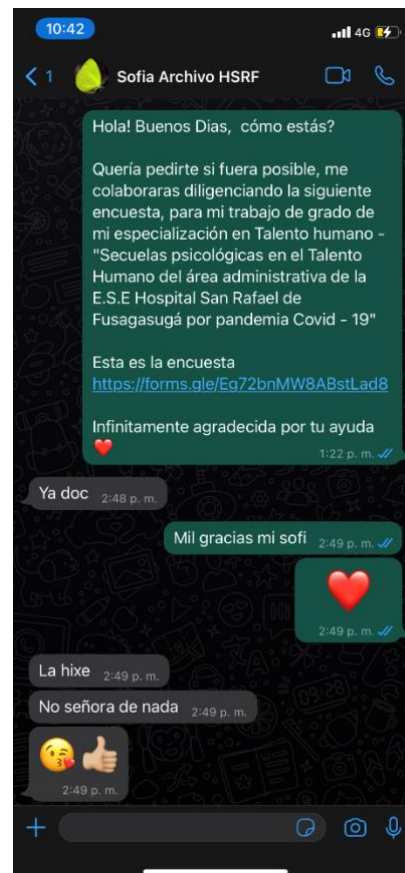 10:42
4G
1
Sofia Archivo HSRF
Hola! Buenos Dias, cómo estás?
Quería pedirte si fuera posible, me
colaboraras diligenciando la siguiente
encuesta, para mi trabajo de grado de
mi especialización en Talento humano -
"Secuelas psicológicas en el Talento
Humano del área administrativa de la
E.S.E Hospital San Rafael de
Fusagasugá por pandemia Covid - 19"
Esta es la encuesta
https://forms.gle/Eg72bnMW8ABstLad8
Infinitamente agradecida por tu ayuda
❤️
1:22 p. m.
Ya doc 2:48 p. m.
Mil gracias mi sofi 2:49 p. m.
❤️
2:49 p. m.
La hixe 2:49 p. m.
No señora de nada 2:49 p. m.
😘👍🏼
2:49 p. m.